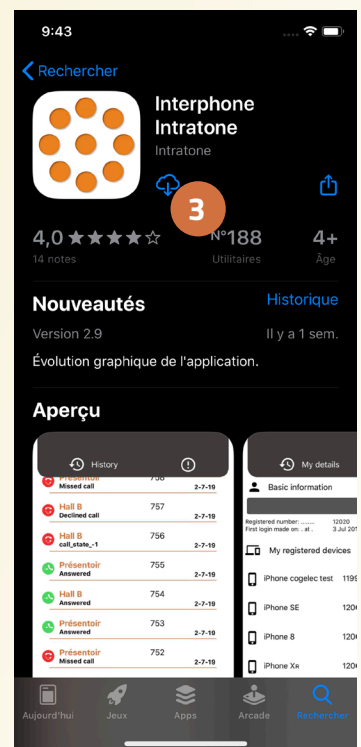 9:43
Rechercher
Interphone
Intratone
Intratone
3
4,0 ★★★★☆ N°188 4+
14 notes Utilitaires Âge
Nouveautés Historique
Version 2.9 Il y a 1 sem.
Évolution graphique de l'application.
Aperçu
History
Présentoir 758
Missed call 2-7-19
Hall B 757
Declined call 2-7-19
Hall B 756
call_state_-1 2-7-19
Présentoir 755
Answered 2-7-19
Hall B 754
Answered 2-7-19
Présentoir 753
Answered 2-7-19
Présentoir 752
Missed call 2-7-19
My details
Basic information
Registered number: ........ 12020
First login made on: . at . 3 Jul 201
My registered devices
iPhone cogelec test 1199
iPhone SE 120
iPhone 8 120
iPhone XR 120
Aujourd'hui Jeux Apps Arcade Rechercher